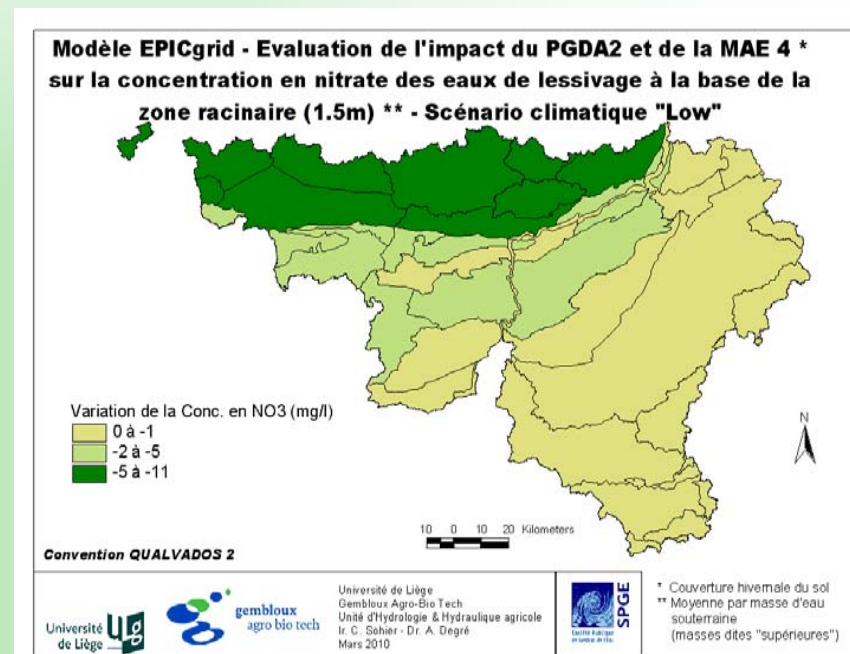 Modèle EPICgrid - Evaluation de l'impact du PGDA2 et de la MAE 4 *
sur la concentration en nitrate des eaux de lessivage à la base de la
zone racinaire (1.5m) ** - Scénario climatique "Low"
Variation de la Conc. en NO3 (mg/l)
0 à -1
-2 à -5
-5 à -11
N
10 0 10 20 Kilometers
Convention QUALVADOS 2
Université
de Liège
gembloux
agro bio tech
Université de Liège
Gembloux Agro-Bio Tech
Unité d'Hydrologie & Hydraulique agricole
Ir. C. Sohier - Dr. A. Degré
Mars 2010
SPGE
* Couverture hivernale du sol
** Moyenne par masse d'eau
souterraine
(masses dites "supérieures")